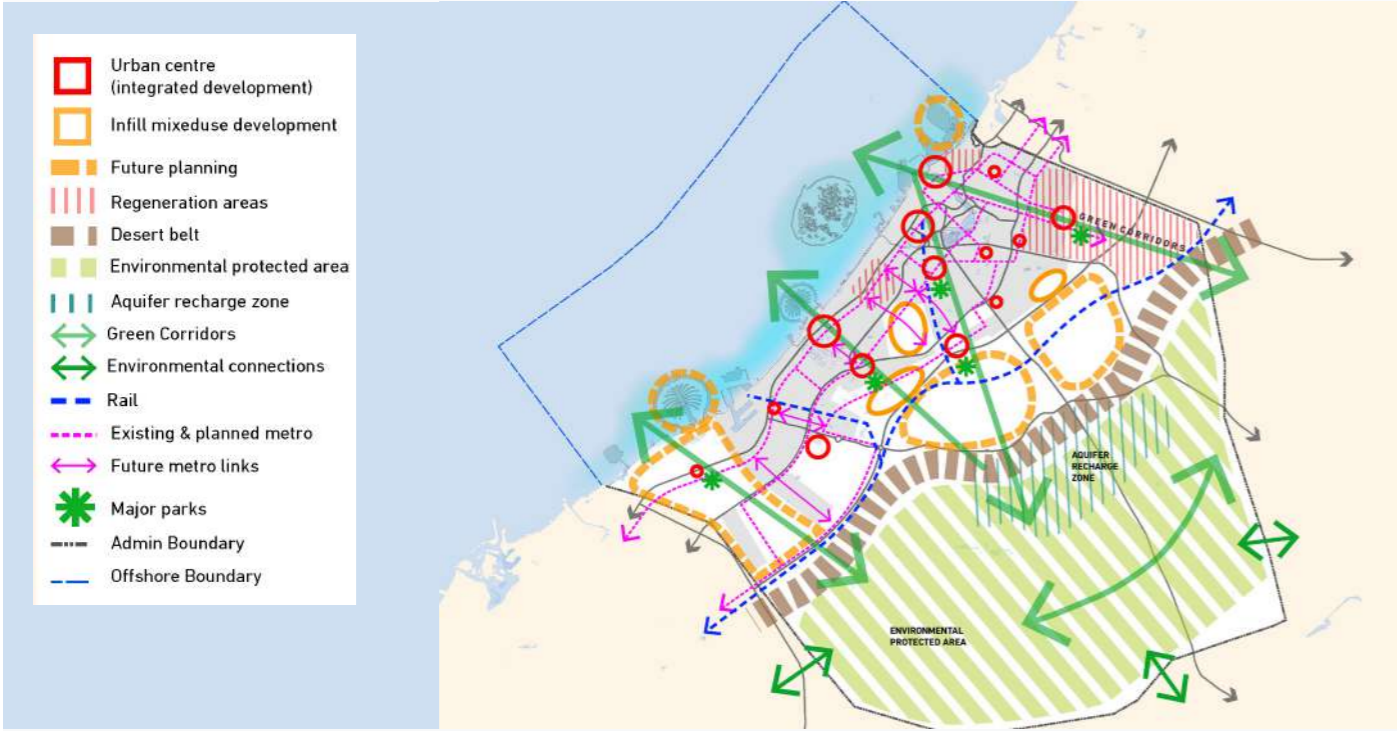 Urban centre
(integrated development)
Infill mixeduse development
Future planning
Regeneration areas
Desert belt
Environmental protected area
Aquifer recharge zone
Green Corridors
Environmental connections
Rail
Existing & planned metro
Future metro links
Major parks
Admin Boundary
Offshore Boundary
GREEN CORRIDORS
AQUIFER
RECHARGE
ZONE
ENVIRONMENTAL
PROTECTED AREA